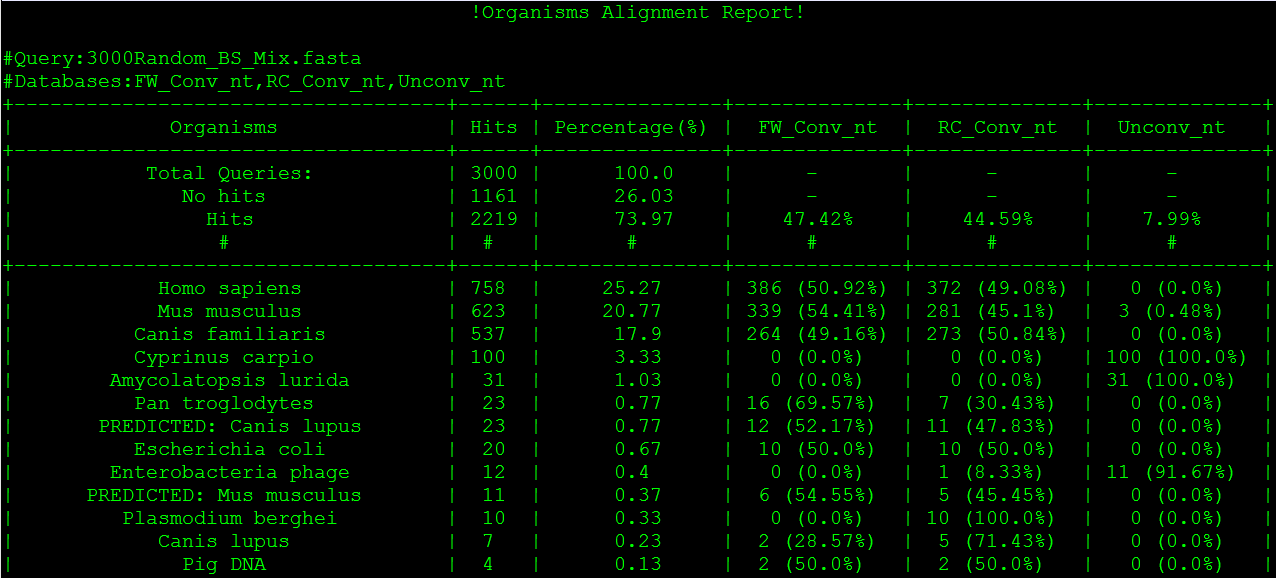 !Organisms Alignment Report!
#Query:3000Random_BS_Mix.fasta
#Databases:FW_Conv_nt,RC_Conv_nt,Unconv_nt
+------------------------------------+------+---------------+--------------+--------------+--------------+
| Organisms | Hits | Percentage(%) | FW_Conv_nt | RC_Conv_nt | Unconv_nt |
+------------------------------------+------+---------------+--------------+--------------+--------------+
| Total Queries: | 3000 | 100.0 | - | - | - |
| No hits | 1161 | 26.03 | - | - | - |
| Hits | 2219 | 73.97 | 47.42% | 44.59% | 7.99% |
| # | # | # | # | # | # |
+------------------------------------+------+---------------+--------------+--------------+--------------+
| Homo sapiens | 758 | 25.27 | 386 (50.92%) | 372 (49.08%) | 0 (0.0%) |
| Mus musculus | 623 | 20.77 | 339 (54.41%) | 281 (45.1%) | 3 (0.48%) |
| Canis familiaris | 537 | 17.9 | 264 (49.16%) | 273 (50.84%) | 0 (0.0%) |
| Cyprinus carpio | 100 | 3.33 | 0 (0.0%) | 0 (0.0%) | 100 (100.0%) |
| Amycolatopsis lurida | 31 | 1.03 | 0 (0.0%) | 0 (0.0%) | 31 (100.0%) |
| Pan troglodytes | 23 | 0.77 | 16 (69.57%) | 7 (30.43%) | 0 (0.0%) |
| PREDICTED: Canis lupus | 23 | 0.77 | 12 (52.17%) | 11 (47.83%) | 0 (0.0%) |
| Escherichia coli | 20 | 0.67 | 10 (50.0%) | 10 (50.0%) | 0 (0.0%) |
| Enterobacteria phage | 12 | 0.4 | 0 (0.0%) | 1 (8.33%) | 11 (91.67%) |
| PREDICTED: Mus musculus | 11 | 0.37 | 6 (54.55%) | 5 (45.45%) | 0 (0.0%) |
| Plasmodium berghei | 10 | 0.33 | 0 (0.0%) | 10 (100.0%) | 0 (0.0%) |
| Canis lupus | 7 | 0.23 | 2 (28.57%) | 5 (71.43%) | 0 (0.0%) |
| Pig DNA | 4 | 0.13 | 2 (50.0%) | 2 (50.0%) | 0 (0.0%) |